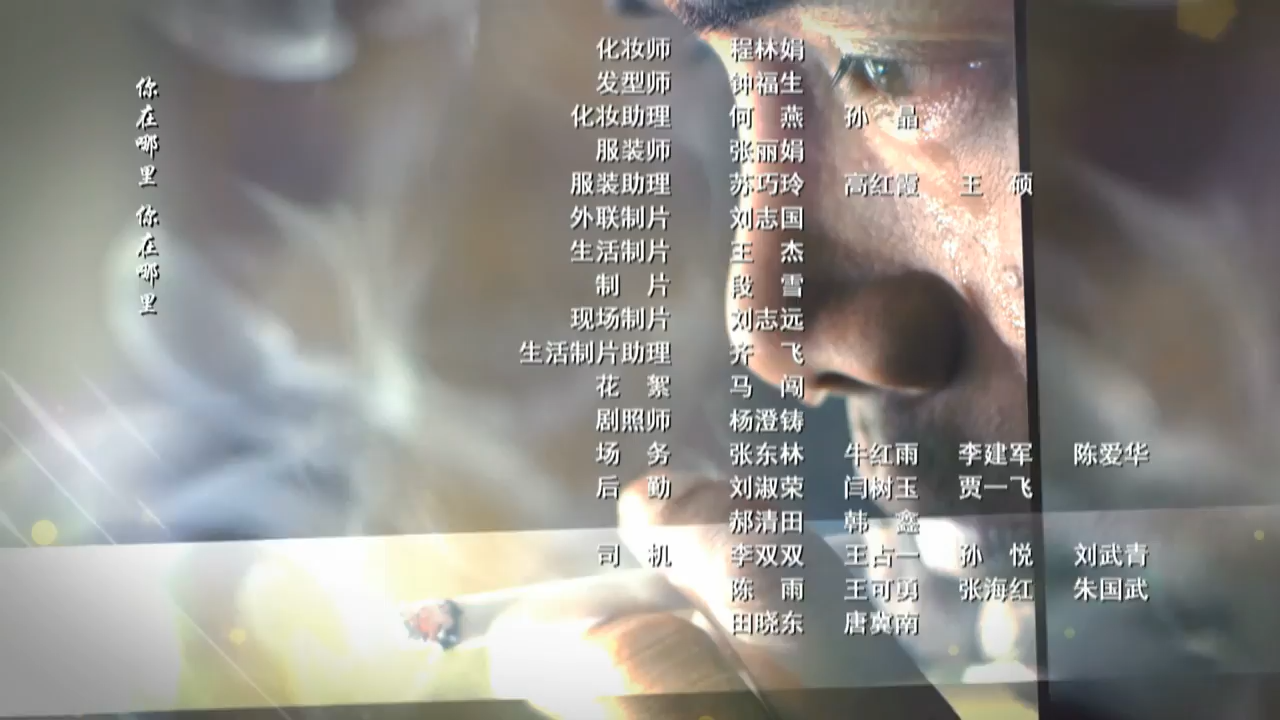 你在哪里 你在哪里
化妆师 程林娟
发型师 钟福生
化妆助理 何 燕 孙 晶
服装师 张丽娟
服装助理 苏巧玲 高红霞 王 硕
外联制片 刘志国
生活制片 王 杰
制 片 段 雪
现场制片 刘志远
生活制片助理 齐 飞
花 絮 马 闯
剧照师 杨澄铸
场 务 张东林 牛红雨 李建军 陈爱华
后 勤 刘淑荣 闫树玉 贾一飞
郝清田 韩 鑫
司 机 李双双 王占一 孙 悦 刘武青
陈 雨 王可勇 张海红 朱国武
田晓东 唐冀南